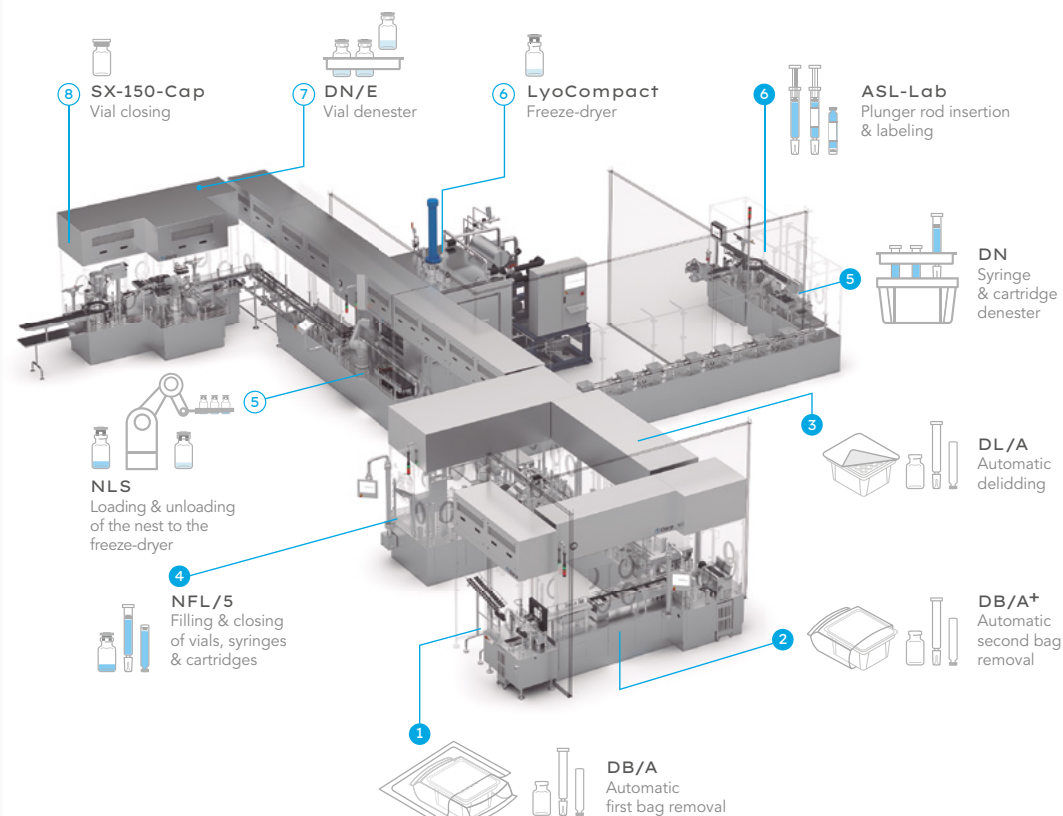 8
SX-150-Cap
Vial closing
7
DN/E
Vial denester
6
LyoCompact
Freeze-dryer
6
ASL-Lab
Plunger rod insertion
& labeling
5
DN
Syringe
& cartridge
denester
5
NLS
Loading & unloading
of the nest to the
freeze-dryer
3
DL/A
Automatic
delidding
4
NFL/5
Filling & closing
of vials, syringes
& cartridges
2
DB/A+
Automatic
second bag
removal
1
DB/A
Automatic
first bag removal